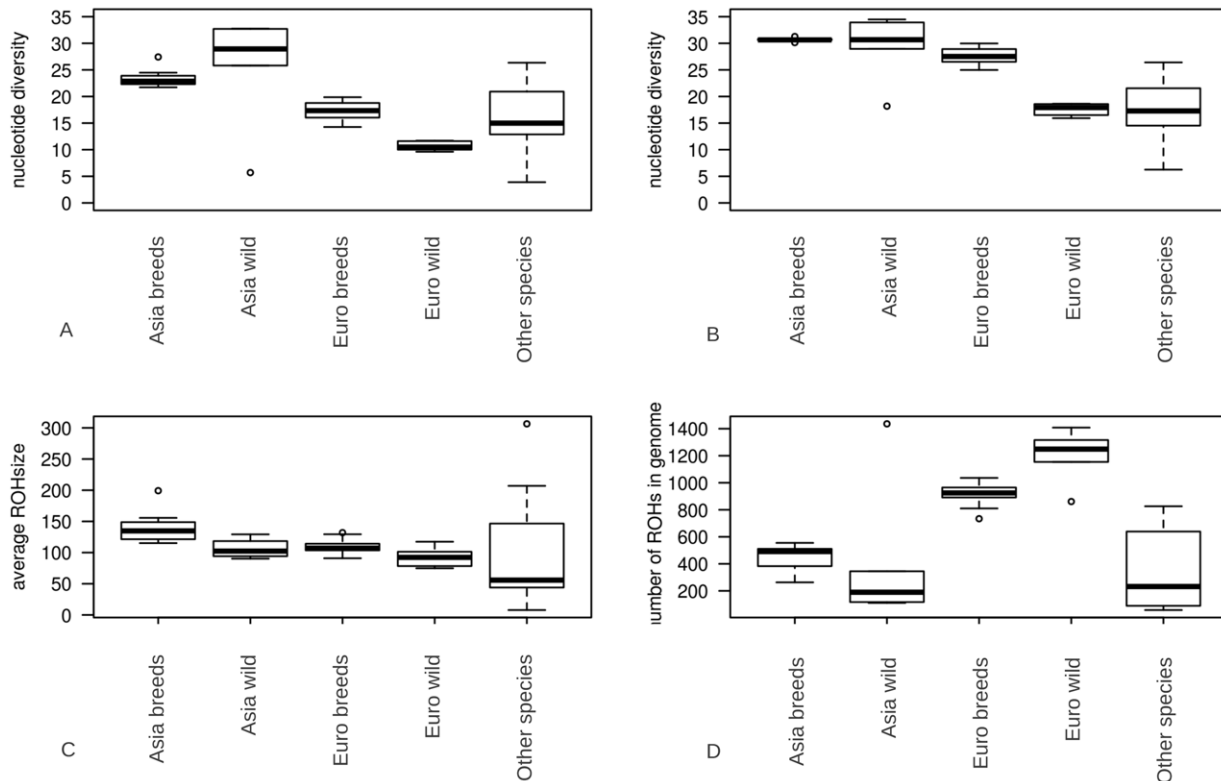 nucleotide diversity
35
30
25
20
15
10
5
0
Asia breeds
Asia wild
Euro breeds
Euro wild
Other species
A
nucleotide diversity
35
30
25
20
15
10
5
0
Asia breeds
Asia wild
Euro breeds
Euro wild
Other species
B
average ROHsize
300
250
200
150
100
50
0
Asia breeds
Asia wild
Euro breeds
Euro wild
Other species
C
number of ROHs in genome
1400
1200
1000
800
600
400
200
Asia breeds
Asia wild
Euro breeds
Euro wild
Other species
D